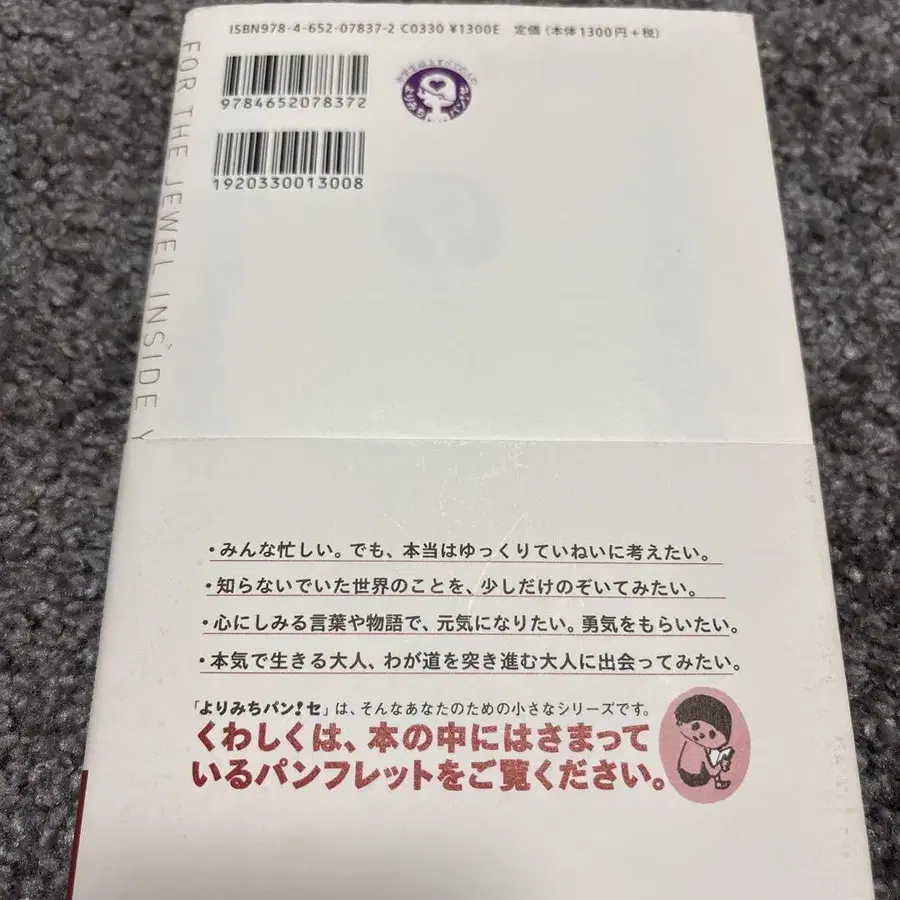 ISBN978-4-652-07837-2 C0330 ¥1300E 定価(本体1300円+税)
9784652078372
1920330013008
FOR THE JEWEL INSIDE Y
・みんな忙しい。でも、本当はゆっくりていねいに考えたい。
・知らないでいた世界のことを、少しだけのぞいてみたい。
・心にしみる言葉や物語で、元気になりたい。勇気をもらいたい。
・本気で生きる大人、わが道を突き進む大人に出会ってみたい。
「よりみちパン!セ」は、そんなあなたのための小さなシリーズです。
くわしくは、本の中にはさまって
いるパンフレットをご覧ください。